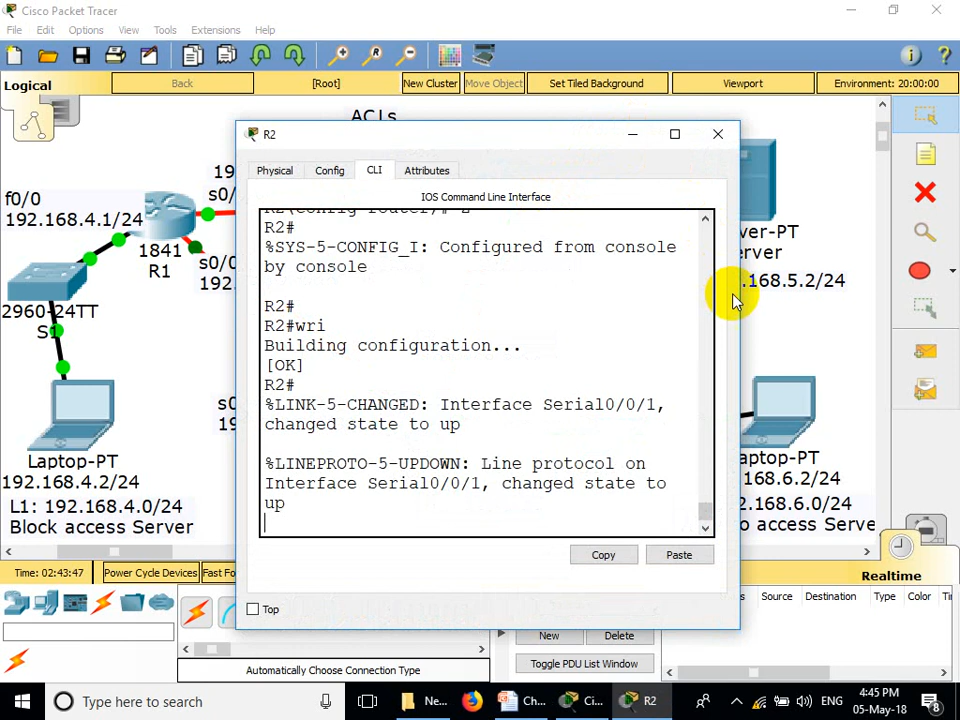 Cisco Packet Tracer
File Edit Options View Tools Extensions Help
Logical Back [Root] New Cluster Move Object Set Tiled Background Viewport Environment: 20:00:00
ACLs
f0/0
192.168.4.1/24
1841
R1
2960-24TT
S1
Laptop-PT
192.168.4.2/24
L1: 192.168.4.0/24
Block access Server
R2
Physical Config CLI Attributes
IOS Command Line Interface
R2#
%SYS-5-CONFIG_I: Configured from console
by console
R2#
R2#wri
Building configuration...
[OK]
R2#
%LINK-5-CHANGED: Interface Serial0/0/1,
changed state to up
%LINEPROTO-5-UPDOWN: Line protocol on
Interface Serial0/0/1, changed state to
up
Copy Paste
Top
.168.5.2/24
.168.6.2/24
Time: 02:43:47 Power Cycle Devices Fast Fo
Realtime
Source Destination Type Color
New Delete
Toggle PDU List Window
Automatically Choose Connection Type
Type here to search
Ne... Ch... Ci... R2
ENG
4:45 PM
05-May-18
8